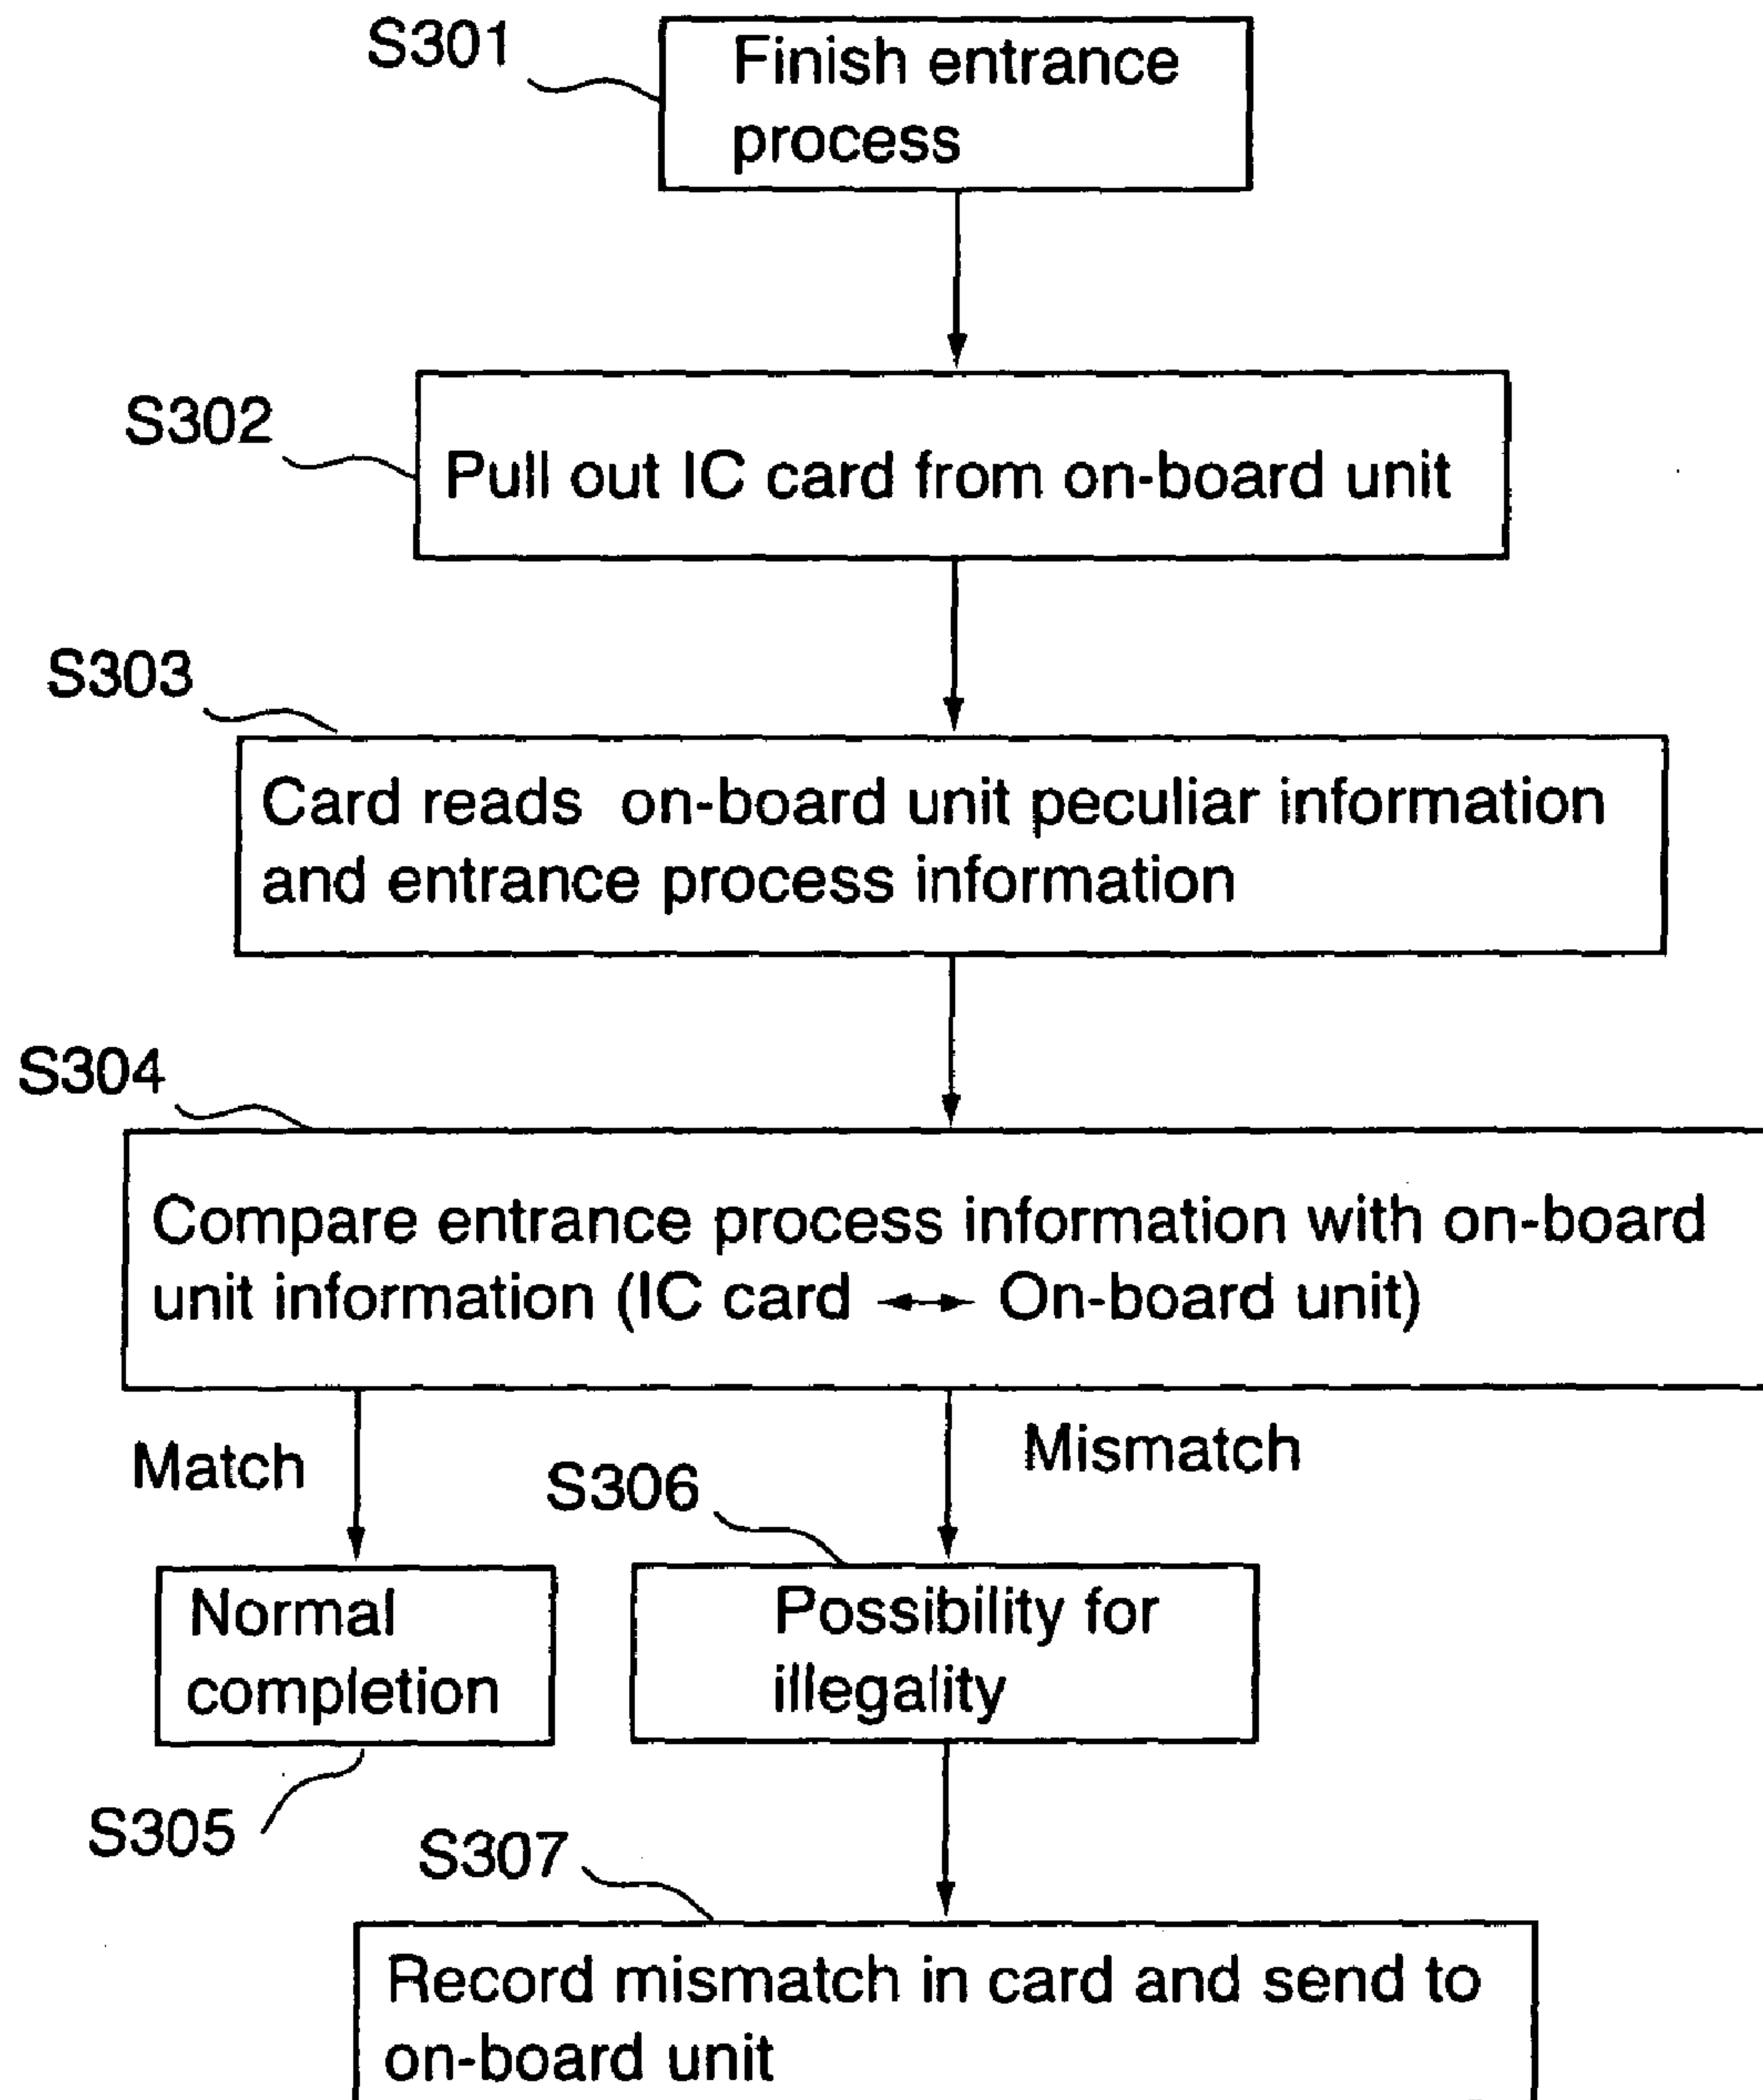 S301
Finish entrance
process
S302
Pull out IC card from on-board unit
S303
Card reads on-board unit peculiar information
and entrance process information
S304
Compare entrance process information with on-board
unit information (IC card ↔ On-board unit)
Match
Mismatch
S306
Normal
completion
Possibility for
illegality
S305
S307
Record mismatch in card and send to
on-board unit